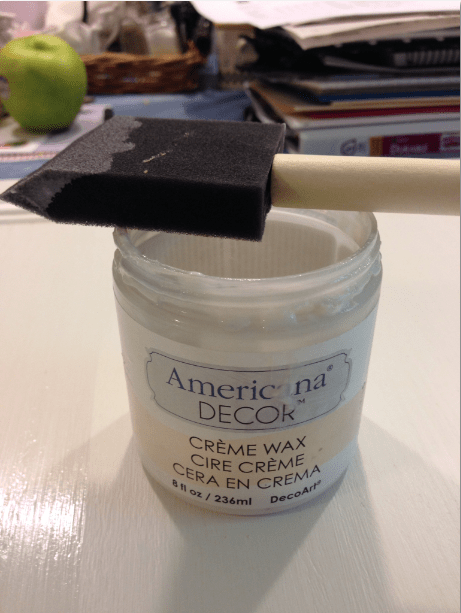 Americana®
DECOR™
CRÈME WAX
CIRE CRÈME
CERA EN CREMA
8 fl oz / 236ml DecoArt®